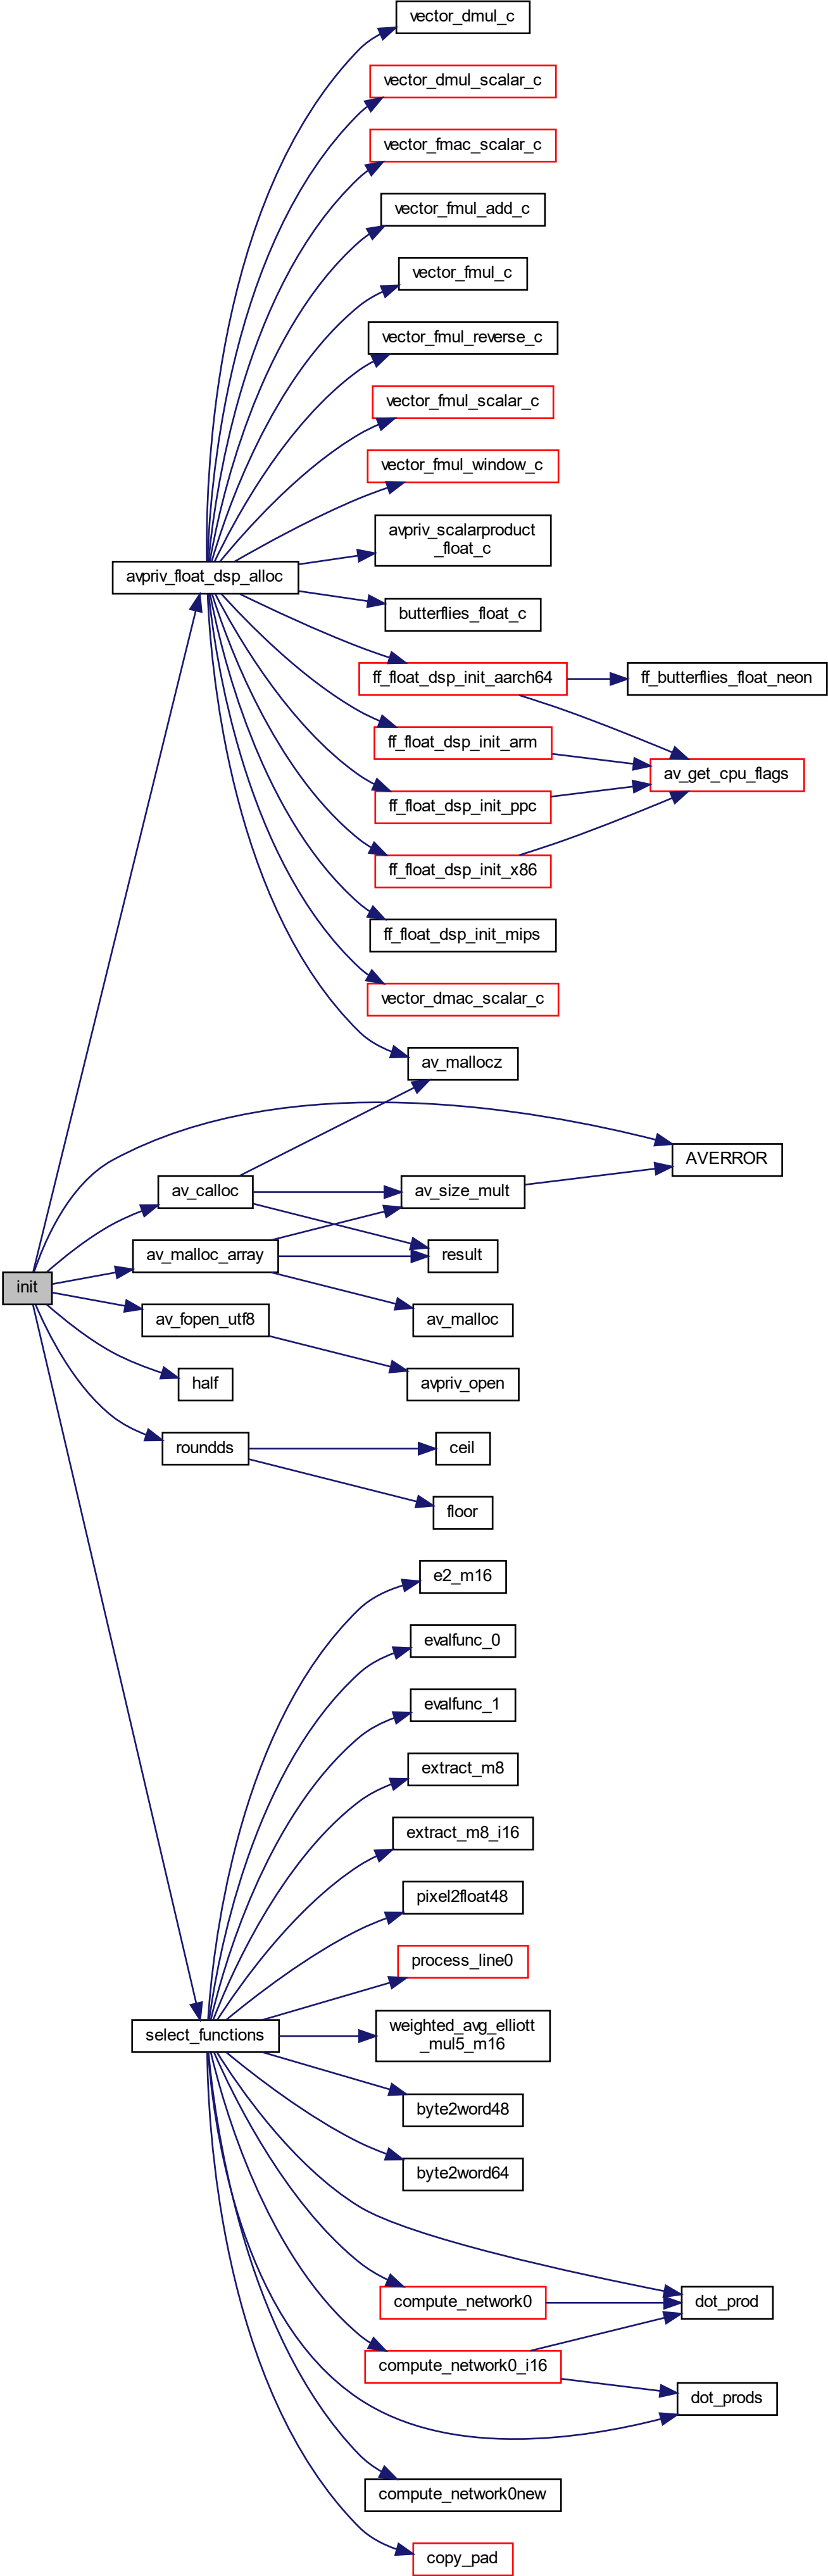 vector_dmul_c
vector_dmul_scalar_c
vector_fmac_scalar_c
vector_fmul_add_c
vector_fmul_c
vector_fmul_reverse_c
vector_fmul_scalar_c
vector_fmul_window_c
avpriv_scalarproduct
_float_c
avpriv_float_dsp_alloc
butterflies_float_c
ff_float_dsp_init_aarch64
ff_butterflies_float_neon
ff_float_dsp_init_arm
av_get_cpu_flags
ff_float_dsp_init_ppc
ff_float_dsp_init_x86
ff_float_dsp_init_mips
vector_dmac_scalar_c
av_mallocz
AVERROR
av_calloc
av_size_mult
av_malloc_array
result
init
av_fopen_utf8
av_malloc
half
avpriv_open
roundds
ceil
floor
e2_m16
evalfunc_0
evalfunc_1
extract_m8
extract_m8_i16
pixel2float48
process_line0
select_functions
weighted_avg_elliott
_mul5_m16
byte2word48
byte2word64
compute_network0
dot_prod
compute_network0_i16
dot_prods
compute_network0new
copy_pad